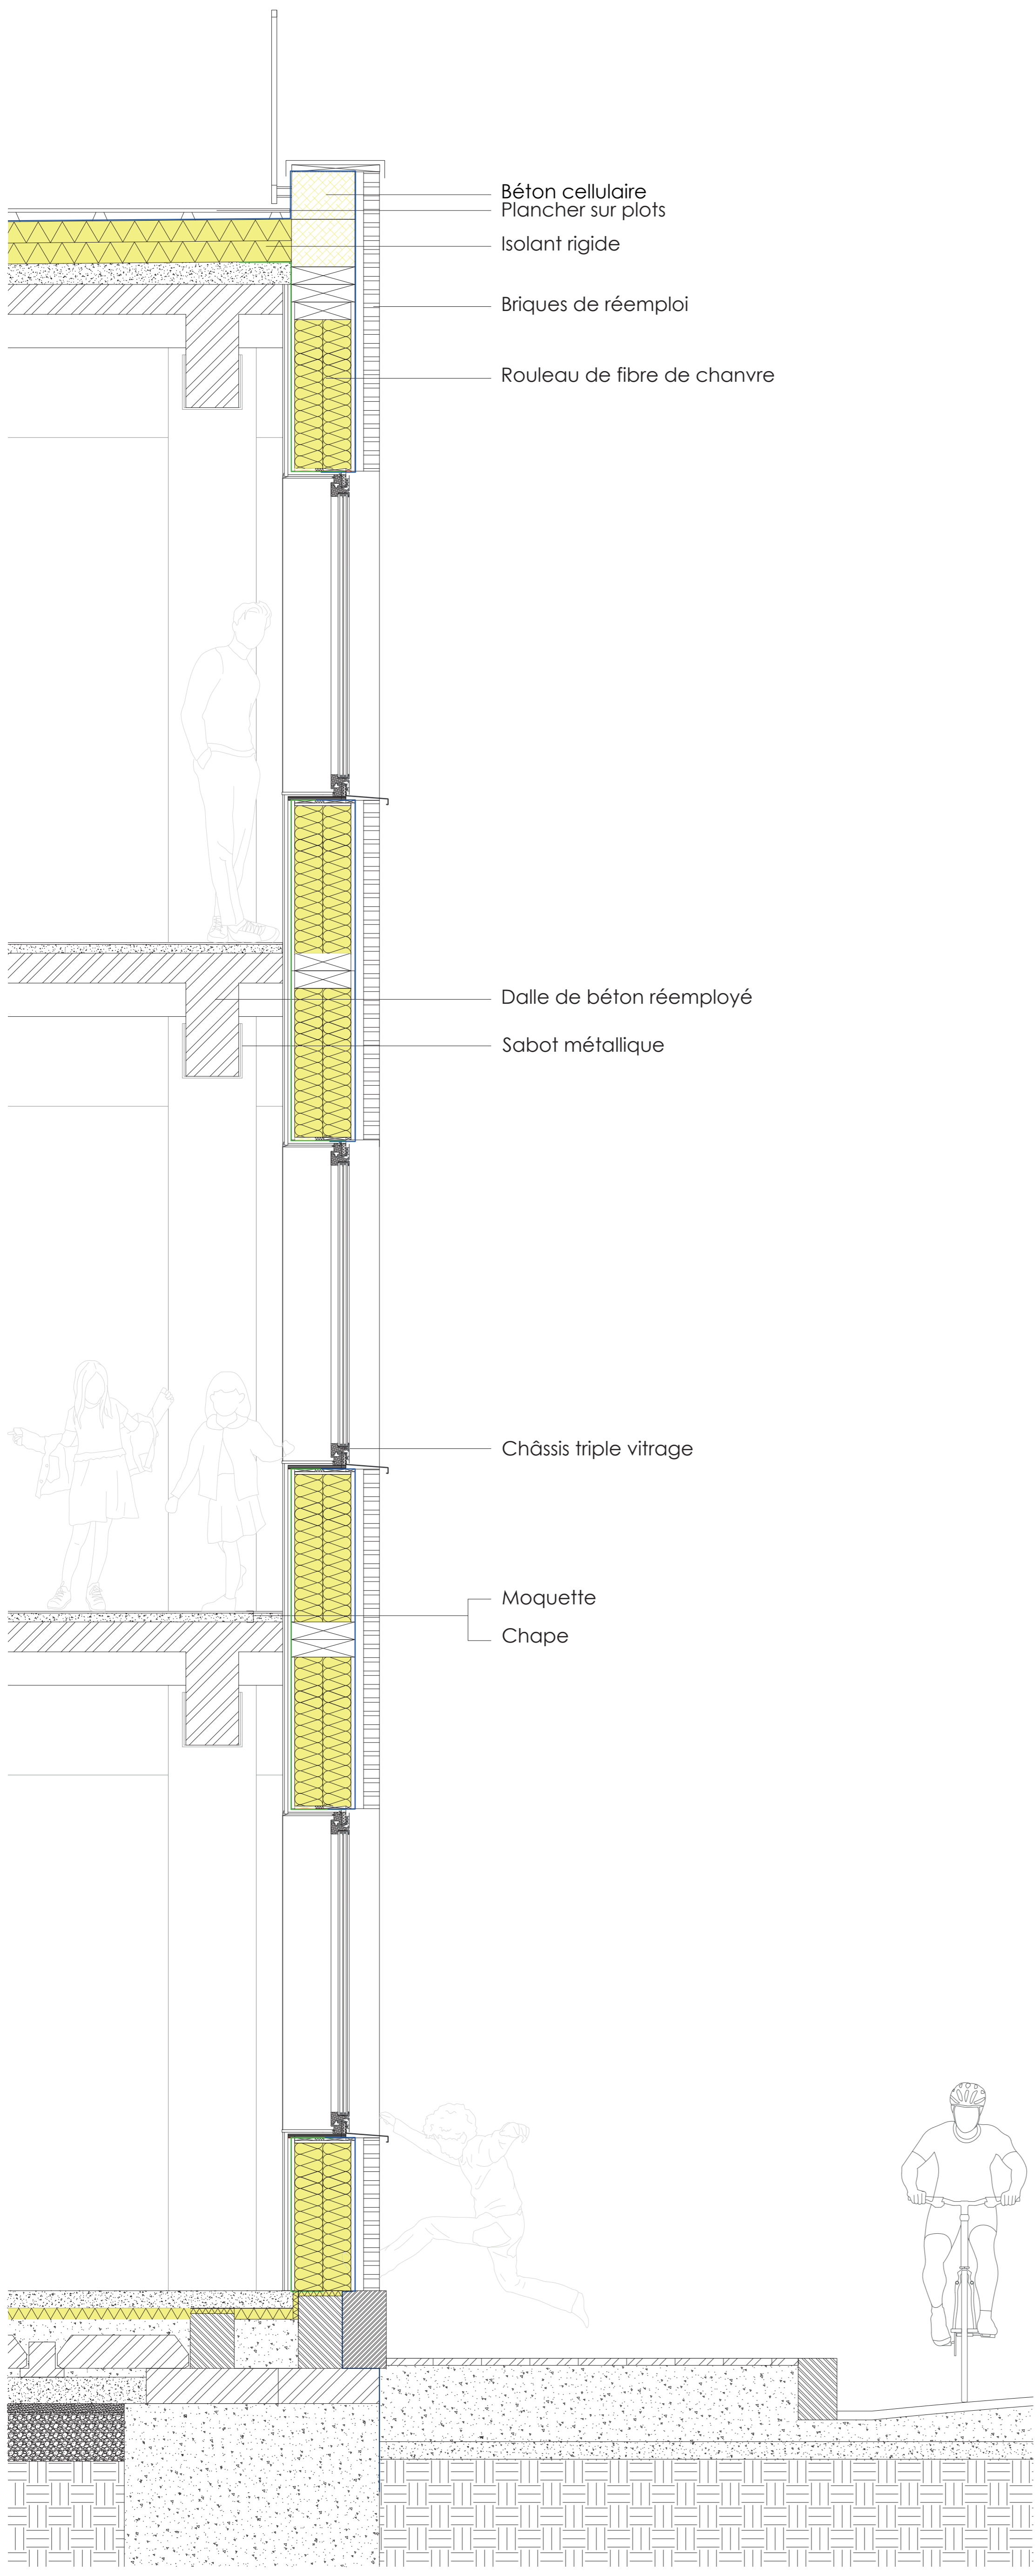 Béton cellulaire
Plancher sur plots
Isolant rigide
Briques de réemploi
Rouleau de fibre de chanvre
Dalle de béton réemployé
Sabot métallique
Châssis triple vitrage
Moquette
Chape